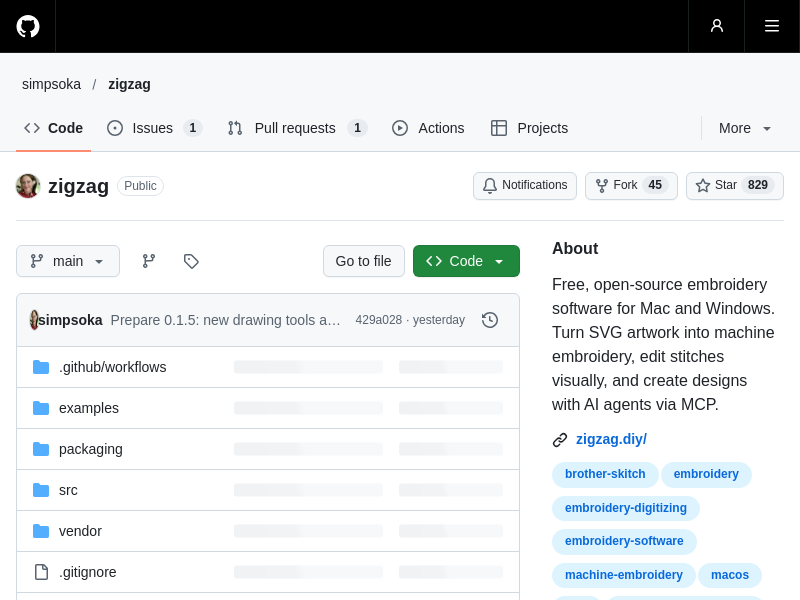 simpsoka / zigzag
Code Issues 1 Pull requests 1 Actions Projects More
zigzag Public Notifications Fork 45 Star 829
main Go to file Code
simpsoka Prepare 0.1.5: new drawing tools a… 429a028 · yesterday
.github/workflows
examples
packaging
src
vendor
.gitignore
About
Free, open-source embroidery
software for Mac and Windows.
Turn SVG artwork into machine
embroidery, edit stitches
visually, and create designs
with AI agents via MCP.
zigzag.diy/
brother-skitch embroidery
embroidery-digitizing
embroidery-software
machine-embroidery macos